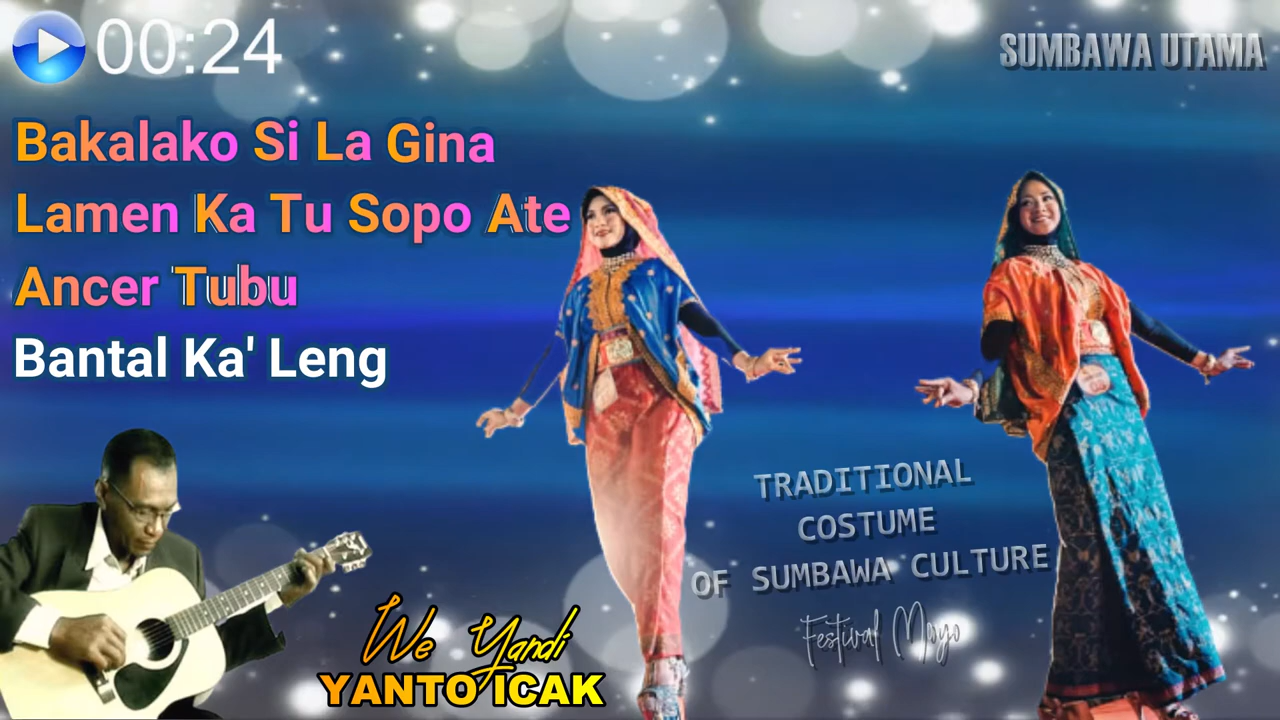 00:24
SUMBAWA UTAMA
Bakalako Si La Gina
Lamen Ka Tu Sopo Ate
Ancer Tubu
Bantal Ka' Leng
TRADITIONAL
COSTUME
OF SUMBAWA CULTURE
Festival Moyo
We Yandi
YANTO ICAK